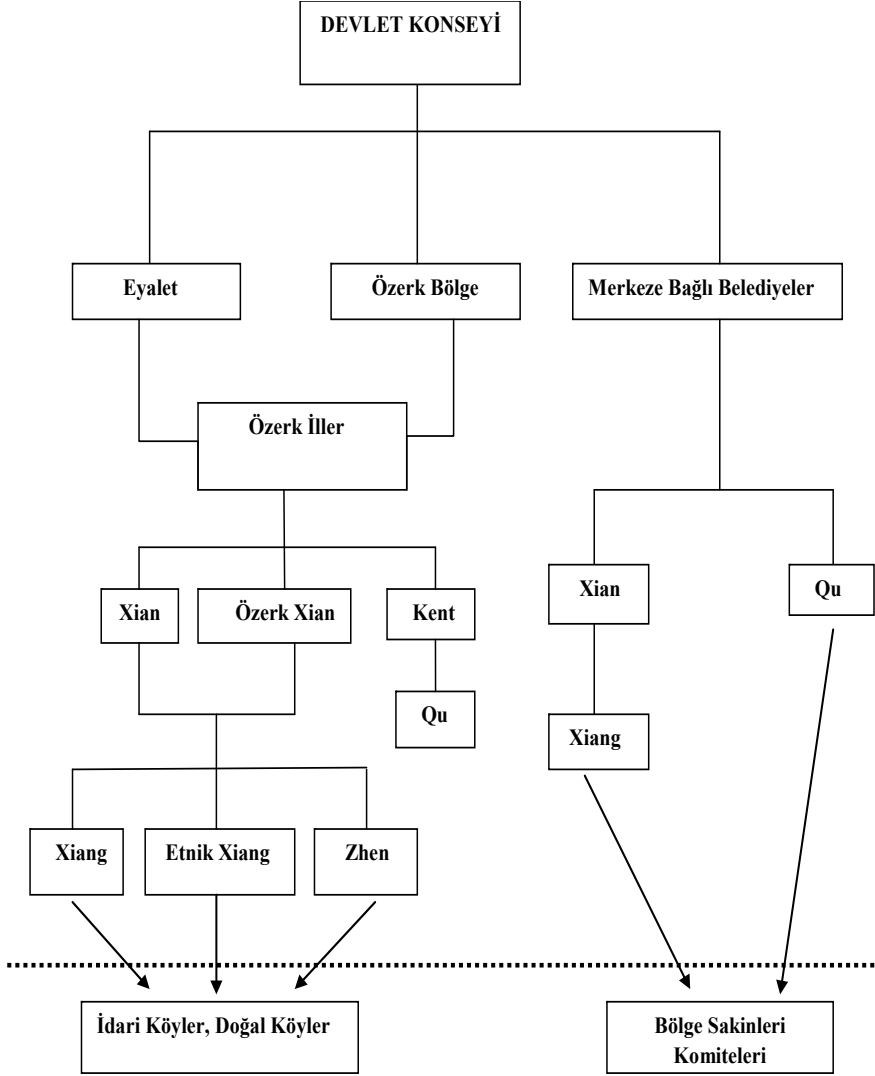 DEVLET KONSEYİ
Eyalet
Özerk Bölge
Merkeze Bağlı Belediyeler
Özerk İller
Xian
Özerk Xian
Kent
Xian
Qu
Qu
Xiang
Xiang
Etnik Xiang
Zhen
İdari Köyler, Doğal Köyler
Bölge Sakinleri
Komiteleri